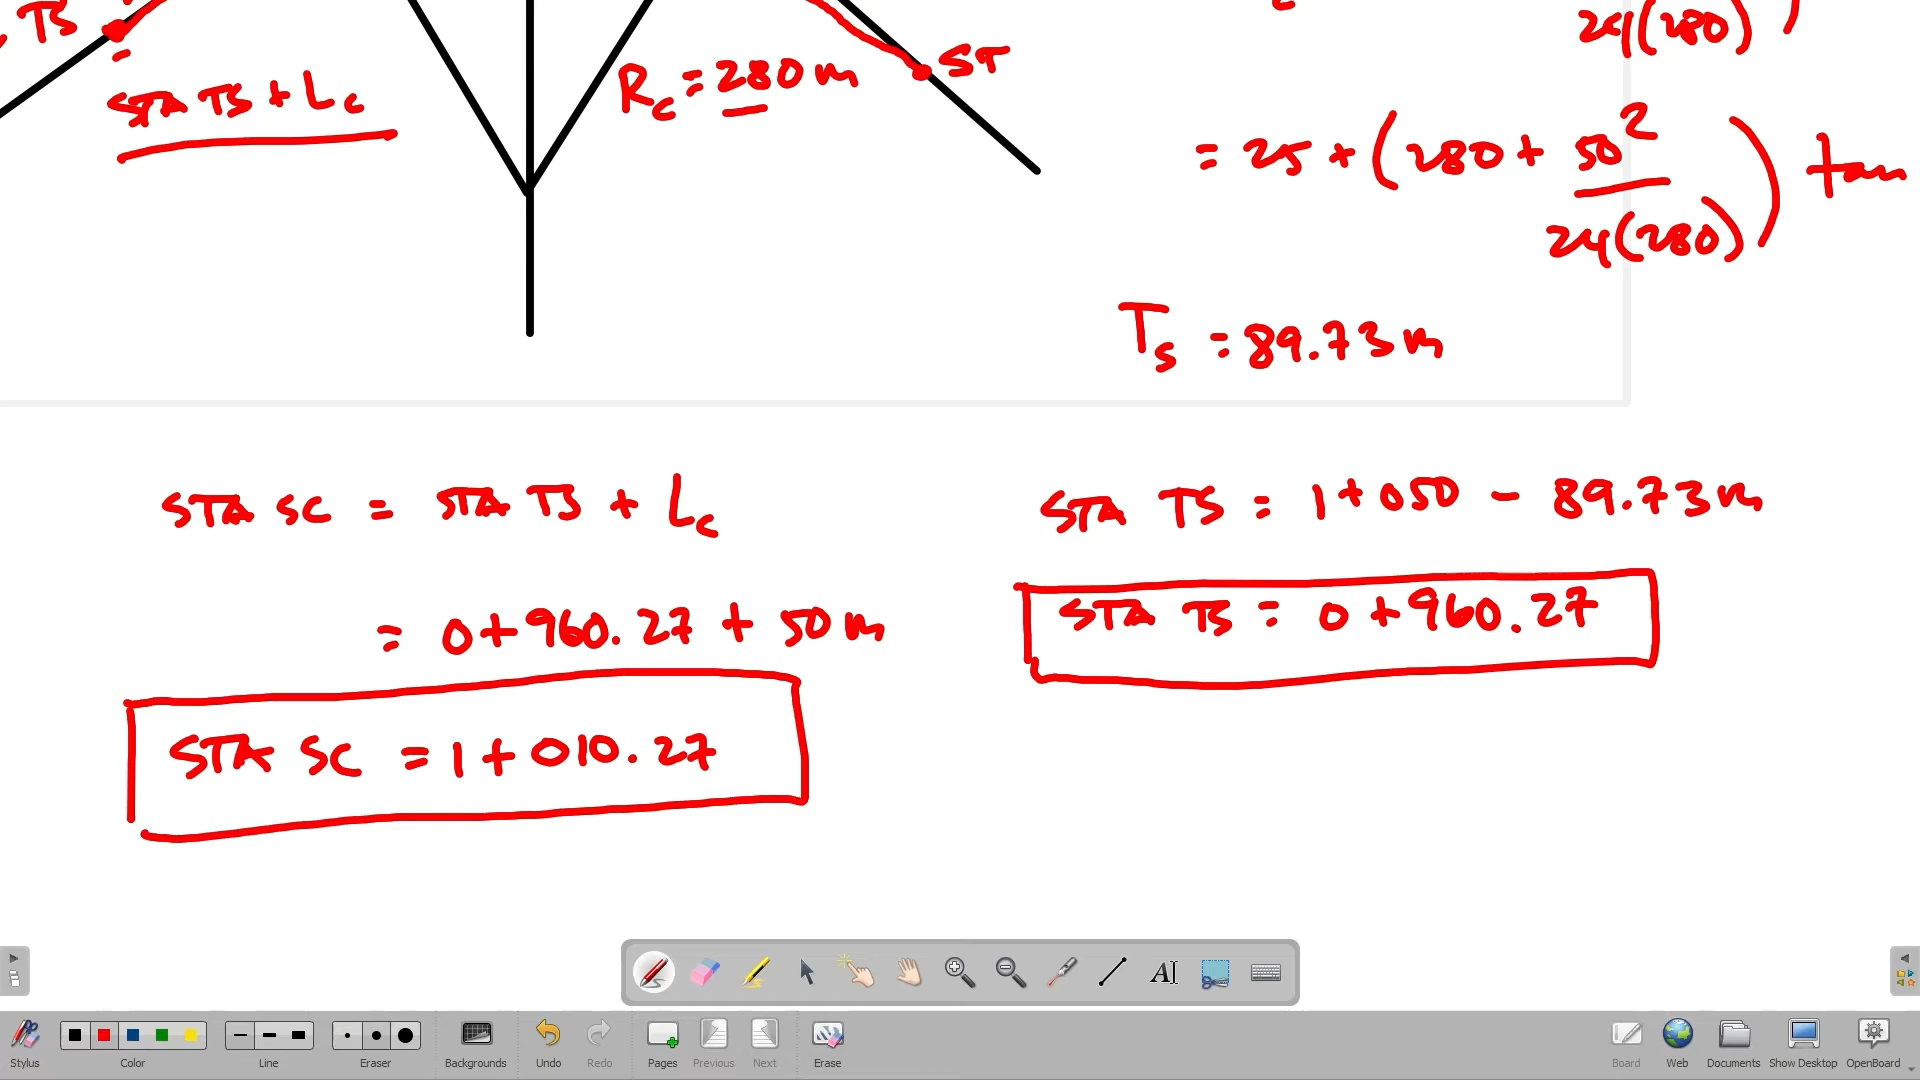 TS
STA TS + Lc
Rc = 280 m
ST
24(280)
= 25 + (280 + 50²
24(280)) tan
Ts = 89.73 m
STA SC = STA TS + Lc
= 0+960.27 + 50 m
STA SC = 1+010.27
STA TS = 1+050 - 89.73 m
STA TS = 0+960.27
AI
Stylus
Color
Line
Eraser
Backgrounds
Undo
Redo
Pages
Previous
Next
Erase
Board
Web
Documents
Show Desktop
OpenBoard